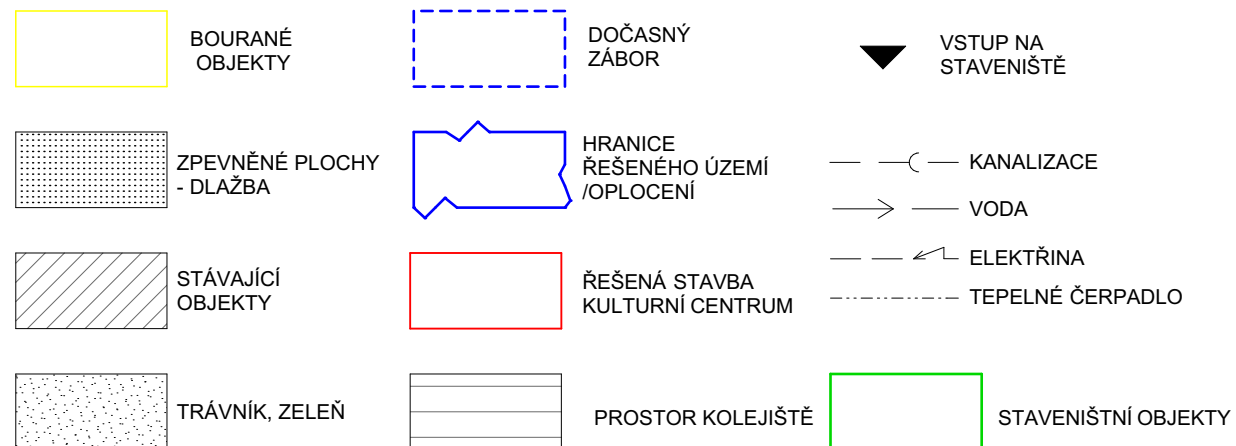 BOURANÉ
OBJEKTY
ZPEVNĚNÉ PLOCHY
- DLAŽBA
STÁVAJÍCÍ
OBJEKTY
TRÁVNÍK, ZELEŇ
DOČASNÝ
ZÁBOR
HRANICE
ŘEŠENÉHO ÚZEMÍ
/OPLOCENÍ
ŘEŠENÁ STAVBA
KULTURNÍ CENTRUM
PROSTOR KOLEJIŠTĚ
VSTUP NA
STAVENIŠTĚ
KANALIZACE
VODA
ELEKTŘINA
TEPELNÉ ČERPADLO
STAVENIŠTNÍ OBJEKTY